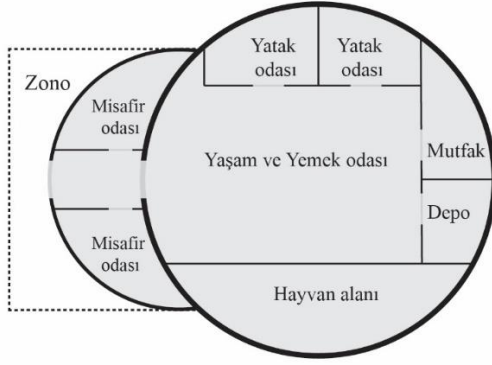 Zono
Misafir
odası
Misafir
odası
Yatak
odası
Yatak
odası
Yaşam ve Yemek odası
Mutfak
Depo
Hayvan alanı